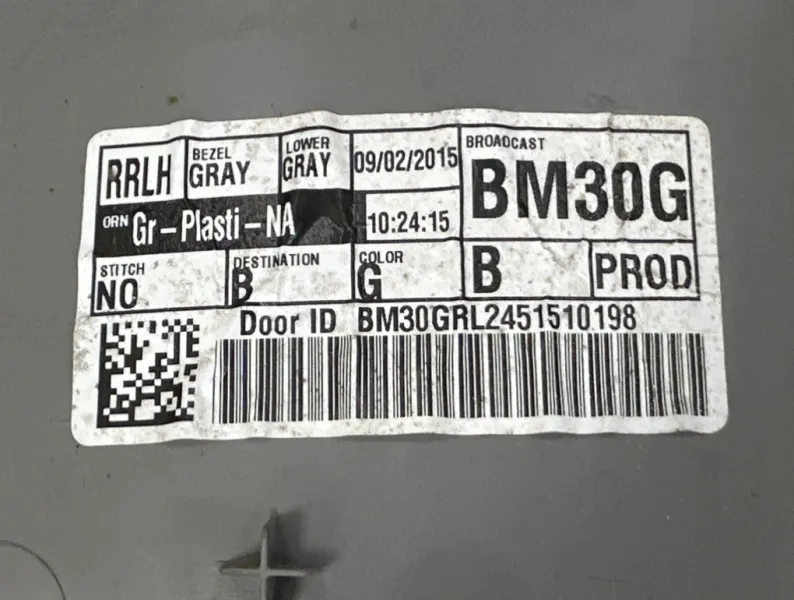 RRLH
BEZEL
GRAY
LOWER
GRAY
09/02/2015
BROADCAST
BM30G
ORN Gr-Plasti-NA
10:24:15
STITCH
NO
DESTINATION
B
COLOR
G
B
PROD
Door ID BM30GRL2451510198